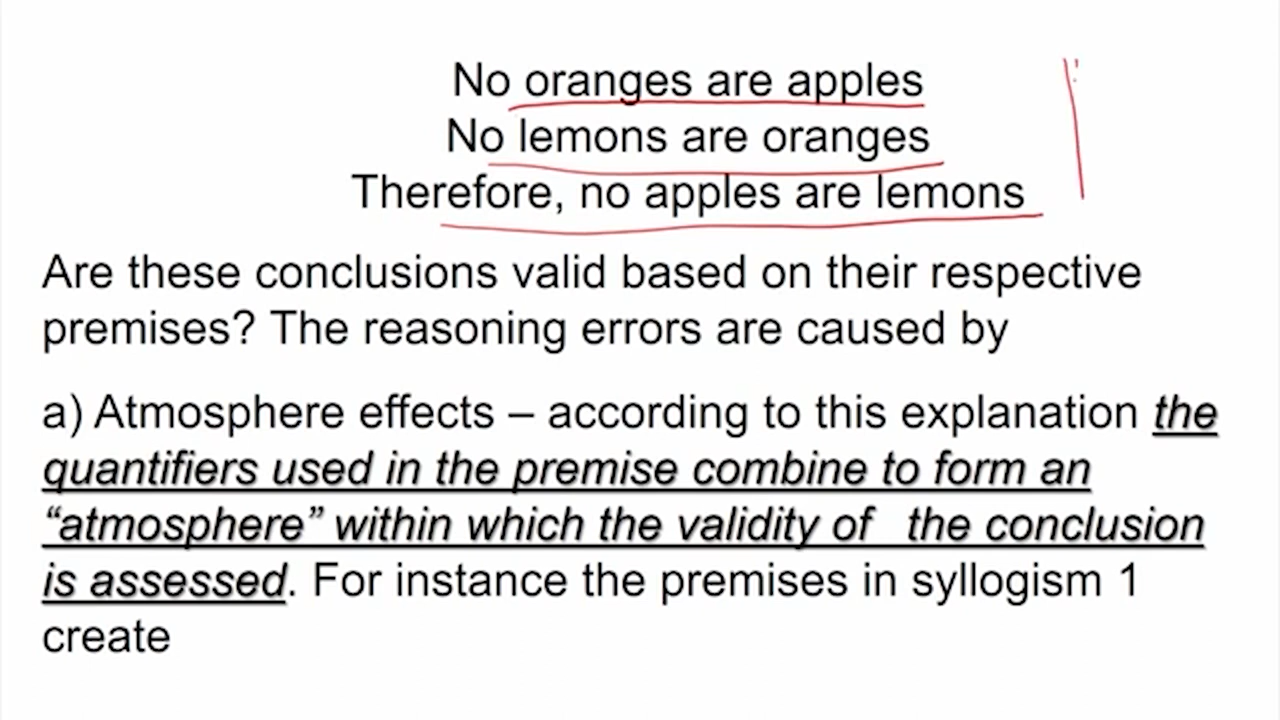 No oranges are apples
No lemons are oranges
Therefore, no apples are lemons
Are these conclusions valid based on their respective
premises? The reasoning errors are caused by
a) Atmosphere effects – according to this explanation the
quantifiers used in the premise combine to form an
“atmosphere” within which the validity of the conclusion
is assessed. For instance the premises in syllogism 1
create